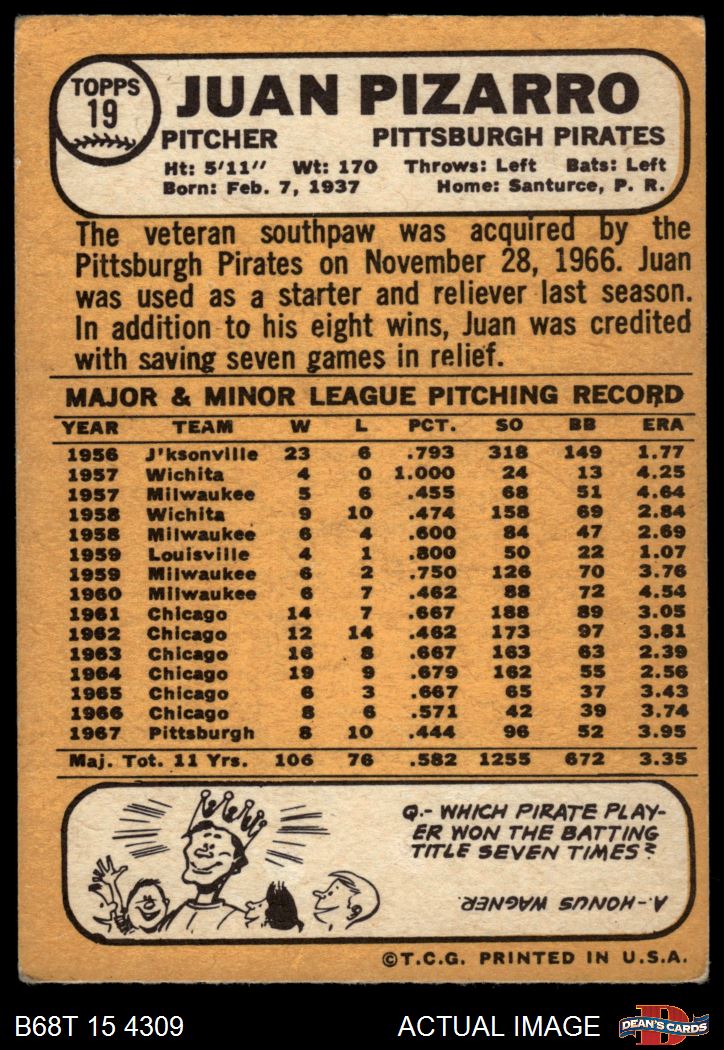 TOPPS
19
JUAN PIZARRO
PITCHER PITTSBURGH PIRATES
Ht: 5'11" Wt: 170 Throws: Left Bats: Left
Born: Feb. 7, 1937 Home: Santurce, P. R.
The veteran southpaw was acquired by the
Pittsburgh Pirates on November 28, 1966. Juan
was used as a starter and reliever last season.
In addition to his eight wins, Juan was credited
with saving seven games in relief.
MAJOR & MINOR LEAGUE PITCHING RECORD
YEAR TEAM W L PCT. SO BB ERA
1956 J'ksonville 23 6 .793 318 149 1.77
1957 Wichita 4 0 1.000 24 13 4.25
1957 Milwaukee 5 6 .455 68 51 4.64
1958 Wichita 9 10 .474 158 69 2.84
1958 Milwaukee 6 4 .600 84 47 2.69
1959 Louisville 4 1 .800 50 22 1.07
1959 Milwaukee 6 2 .750 126 70 3.76
1960 Milwaukee 6 7 .462 88 72 4.54
1961 Chicago 14 7 .667 188 89 3.05
1962 Chicago 12 14 .462 173 97 3.81
1963 Chicago 16 8 .667 163 63 2.39
1964 Chicago 19 9 .679 162 55 2.56
1965 Chicago 6 3 .667 65 37 3.43
1966 Chicago 8 6 .571 42 39 3.74
1967 Pittsburgh 8 10 .444 96 52 3.95
Maj. Tot. 11 Yrs. 106 76 .582 1255 672 3.35
Q.- WHICH PIRATE PLAY-
ER WON THE BATTING
TITLE SEVEN TIMES?
A.- HONUS WAGNER.
©T.C.G. PRINTED IN U.S.A.
B68T 15 4309 ACTUAL IMAGE D DEAN'S CARDS